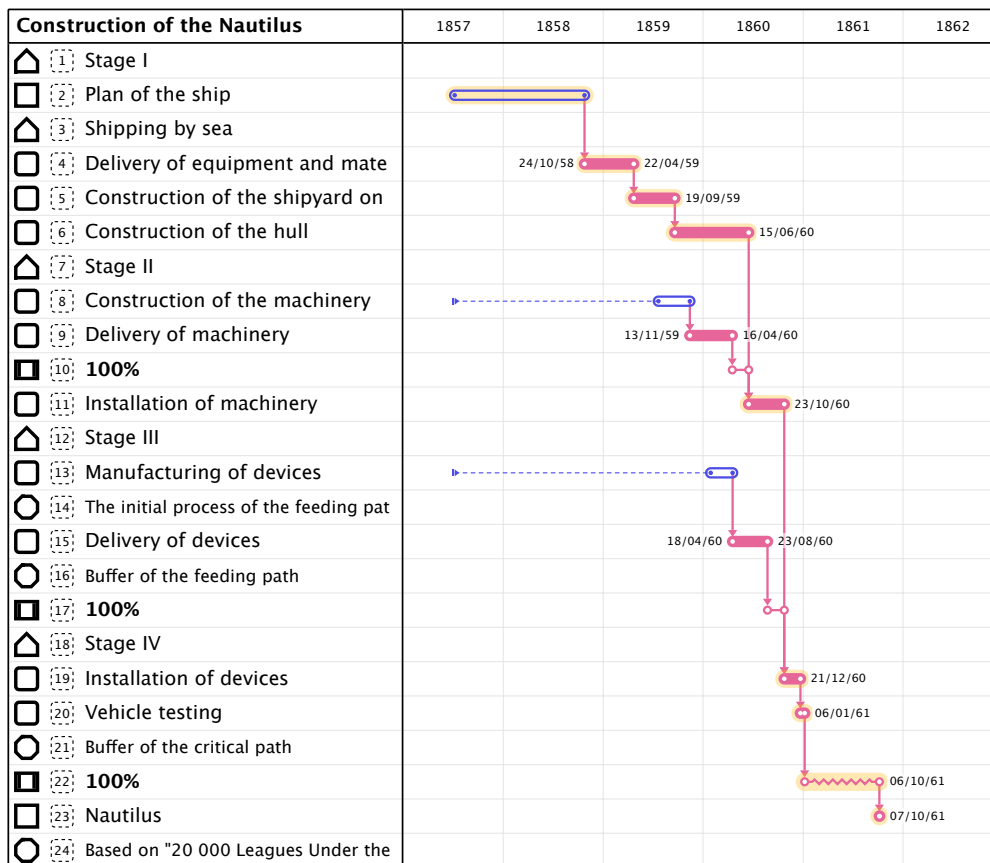 Construction of the Nautilus 1857 1858 1859 1860 1861 1862
1 Stage I
2 Plan of the ship
3 Shipping by sea
4 Delivery of equipment and mate 24/10/58 22/04/59
5 Construction of the shipyard on 19/09/59
6 Construction of the hull 15/06/60
7 Stage II
8 Construction of the machinery
9 Delivery of machinery 13/11/59 16/04/60
10 100%
11 Installation of machinery 23/10/60
12 Stage III
13 Manufacturing of devices
14 The initial process of the feeding pat
15 Delivery of devices 18/04/60 23/08/60
16 Buffer of the feeding path
17 100%
18 Stage IV
19 Installation of devices 21/12/60
20 Vehicle testing 06/01/61
21 Buffer of the critical path
22 100% 06/10/61
23 Nautilus 07/10/61
24 Based on "20 000 Leagues Under the